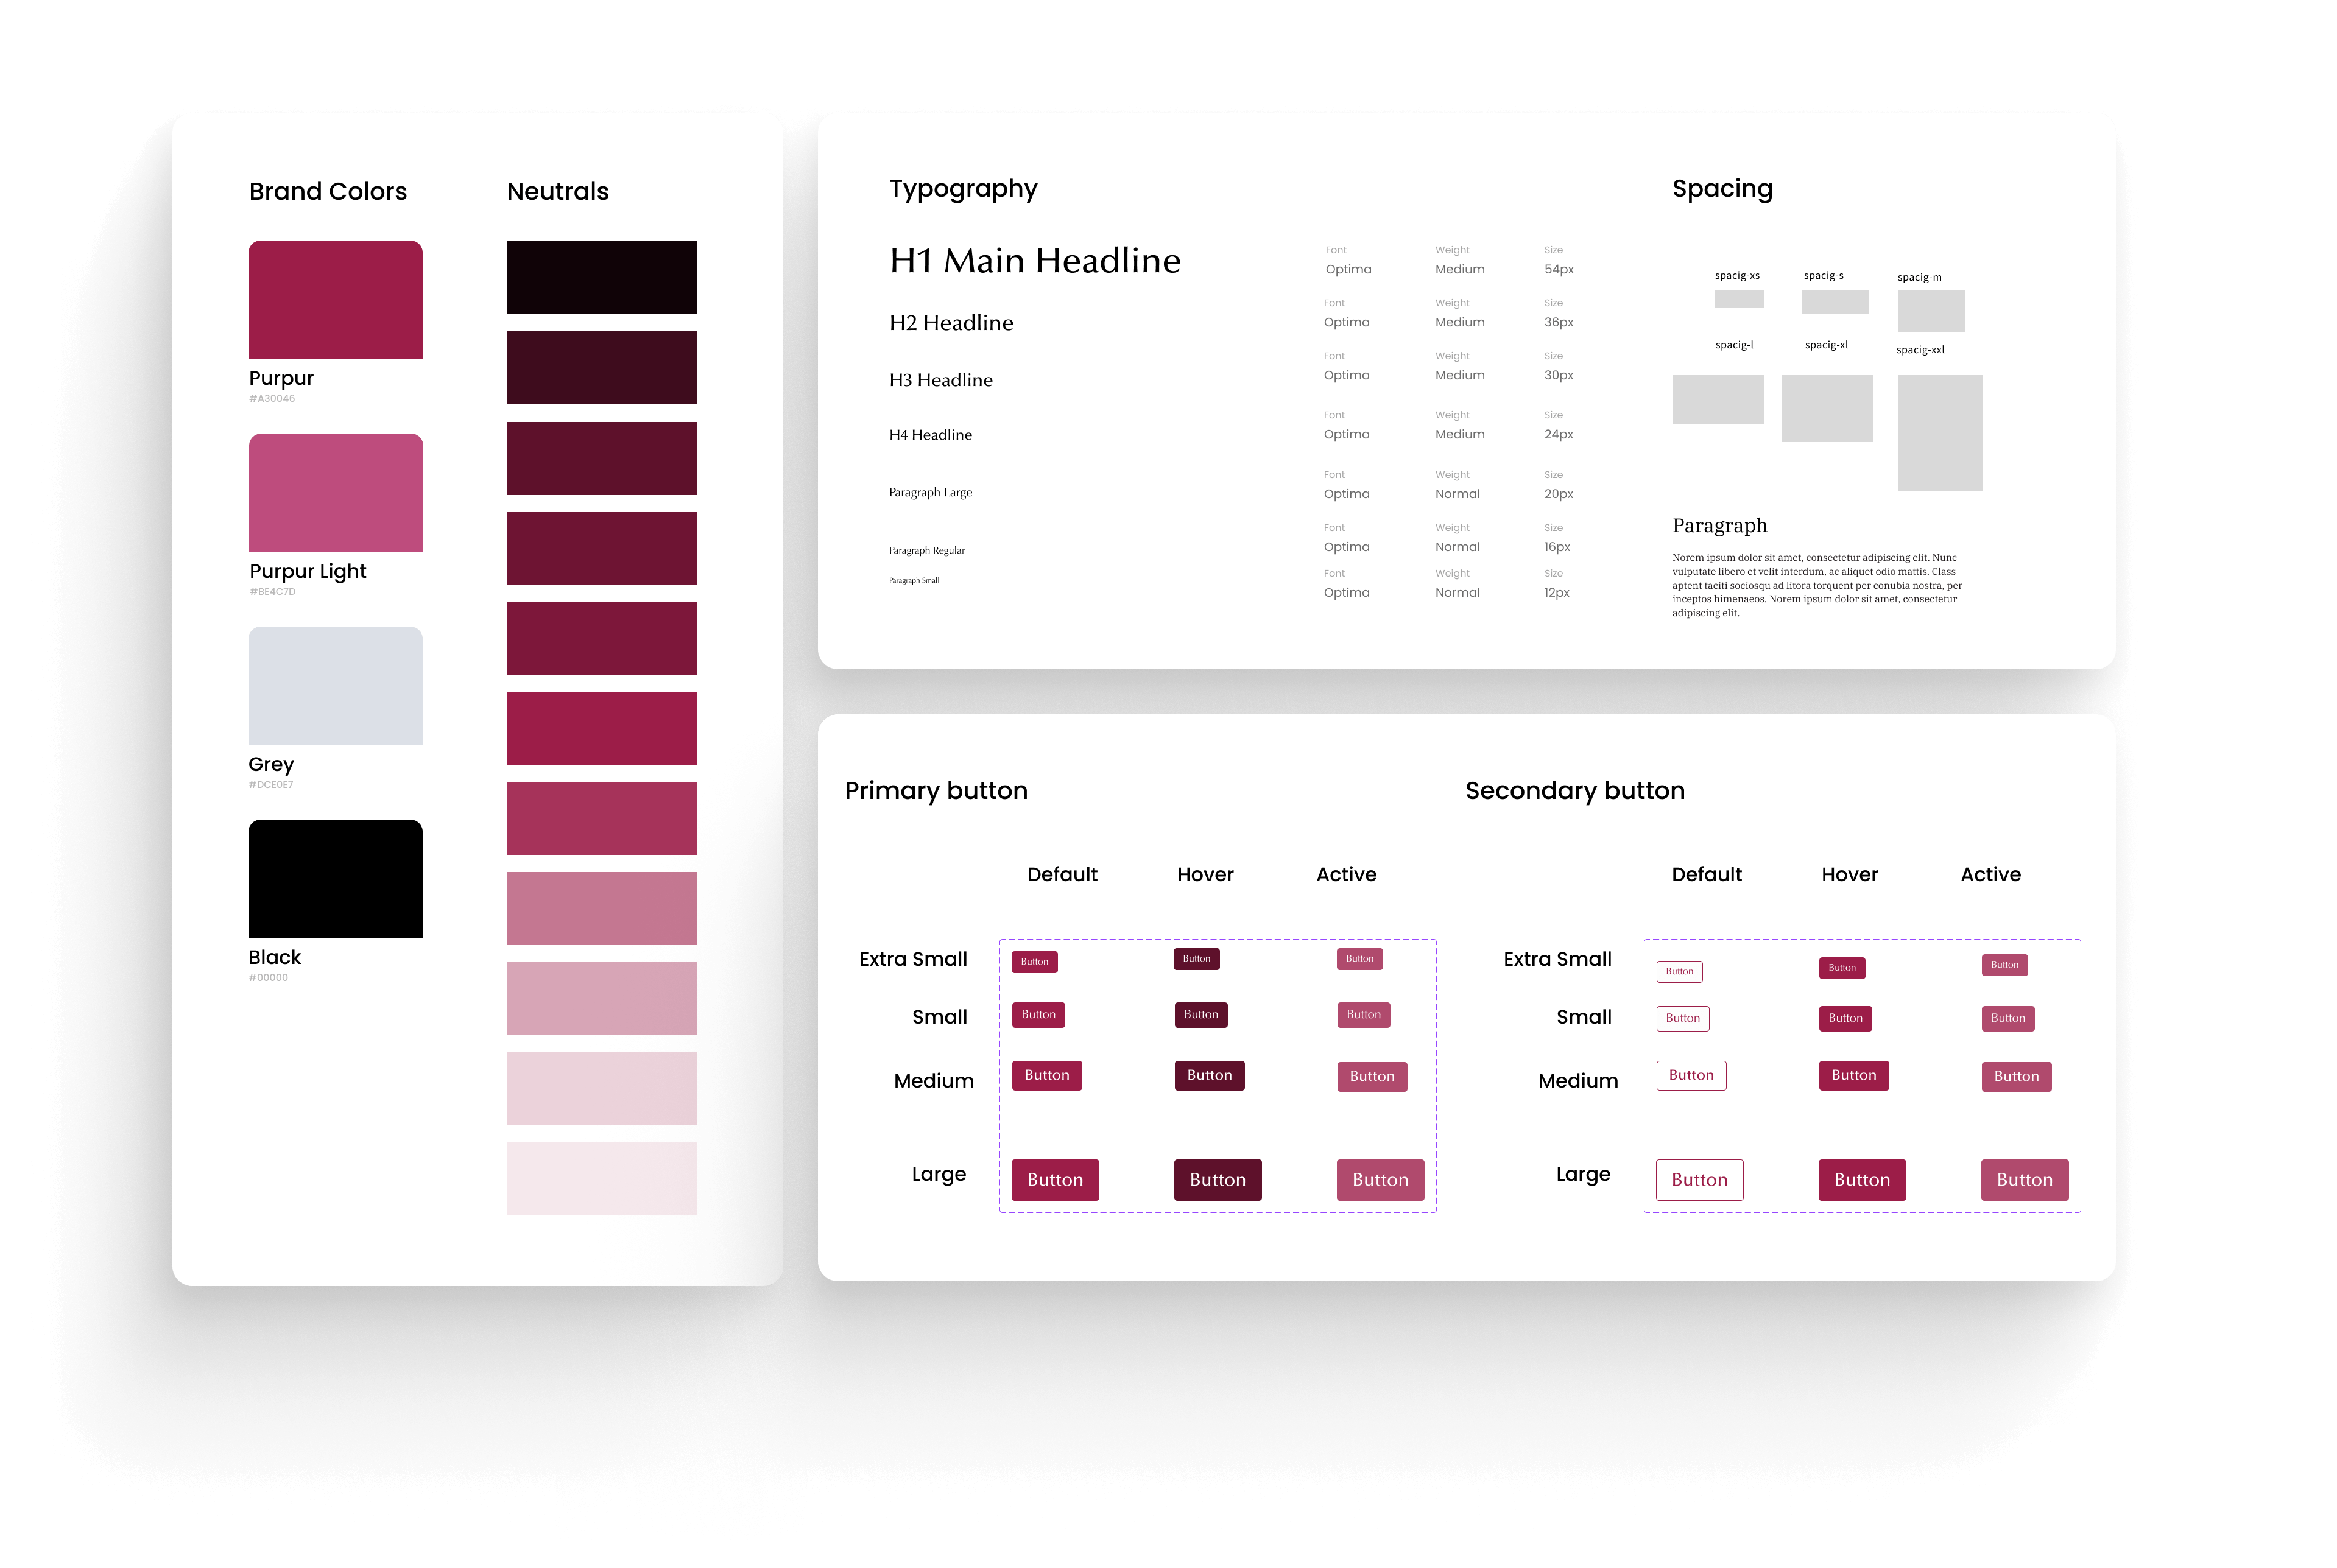 Brand Colors
Neutrals
Purpur
#A30046
Purpur Light
#BE4C7D
Grey
#DCE0E7
Black
#00000
Typography
H1 Main Headline
Font Weight Size
Optima Medium 54px
H2 Headline
Font Weight Size
Optima Medium 36px
H3 Headline
Font Weight Size
Optima Medium 30px
H4 Headline
Font Weight Size
Optima Medium 24px
Paragraph Large
Font Weight Size
Optima Normal 20px
Paragraph Regular
Font Weight Size
Optima Normal 16px
Paragraph Small
Font Weight Size
Optima Normal 12px
Spacing
spacig-xs spacig-s spacig-m
spacig-l spacig-xl spacig-xxl
Paragraph
Norem ipsum dolor sit amet, consectetur adipiscing elit. Nunc
vulputate libero et velit interdum, ac aliquet odio mattis. Class
aptent taciti sociosqu ad litora torquent per conubia nostra, per
inceptos himenaeos. Norem ipsum dolor sit amet, consectetur
adipiscing elit.
Primary button
Default Hover Active
Extra Small Button Button Button
Small Button Button Button
Medium Button Button Button
Large Button Button Button
Secondary button
Default Hover Active
Extra Small Button Button Button
Small Button Button Button
Medium Button Button Button
Large Button Button Button